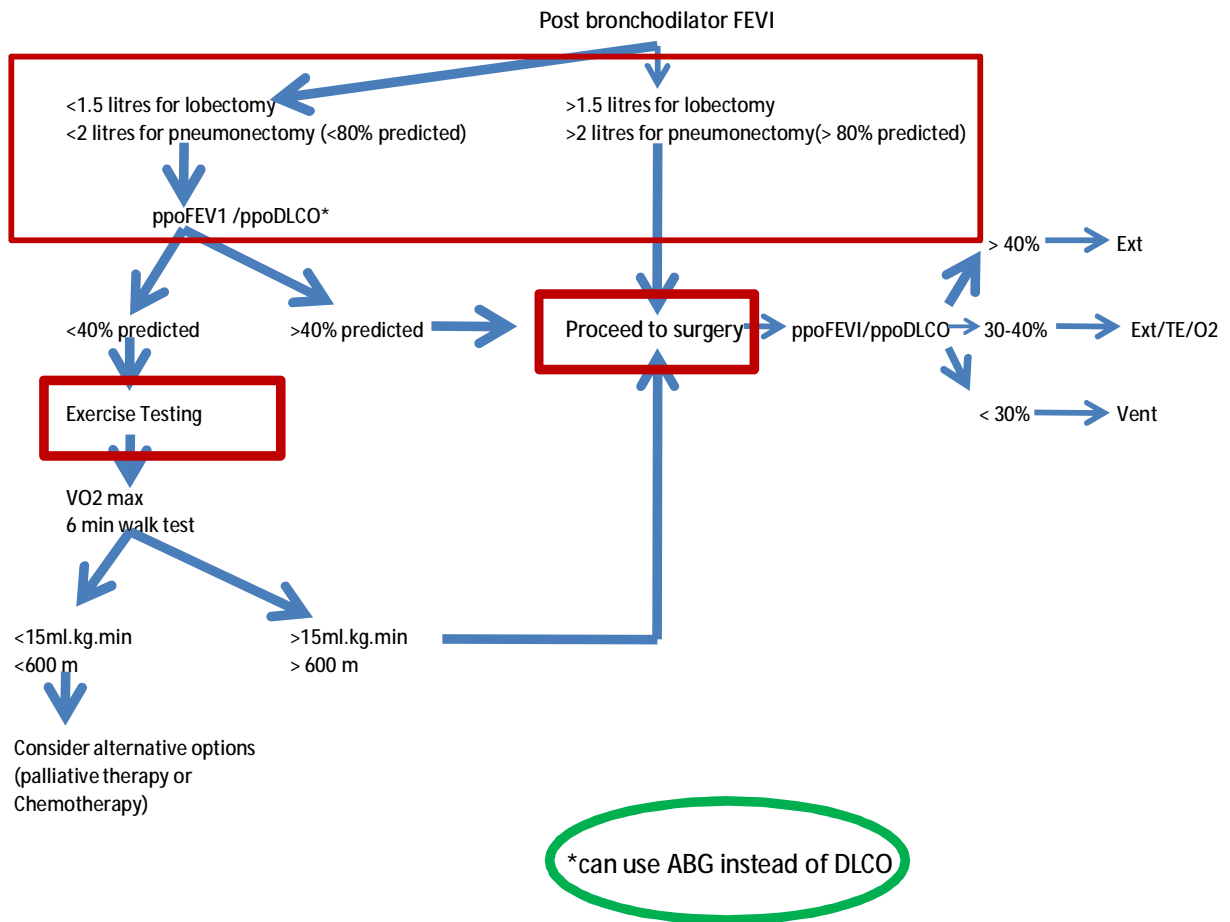 Post bronchodilator FEVI
<1.5 litres for lobectomy
<2 litres for pneumonectomy (<80% predicted)
>1.5 litres for lobectomy
>2 litres for pneumonectomy(> 80% predicted)
ppoFEV1 /ppoDLCO*
<40% predicted
>40% predicted
Proceed to surgery
ppoFEVI/ppoDLCO
> 40%
Ext
30-40%
Ext/TE/O2
< 30%
Vent
Exercise Testing
VO2 max
6 min walk test
<15ml.kg.min
<600 m
>15ml.kg.min
> 600 m
Consider alternative options
(palliative therapy or
Chemotherapy)
*can use ABG instead of DLCO